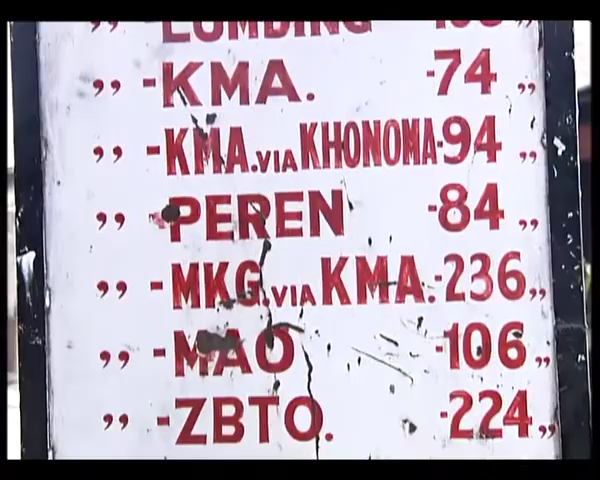 ,, LUMDING ,,
,, -KMA. -74 ,,
,, -KMA.VIA KHONOMA-94 ,,
,, PEREN -84 ,,
,, -MKG.VIA KMA.-236 ,,
,, -MAO -106 ,,
,, -ZBTO. -224 ,,